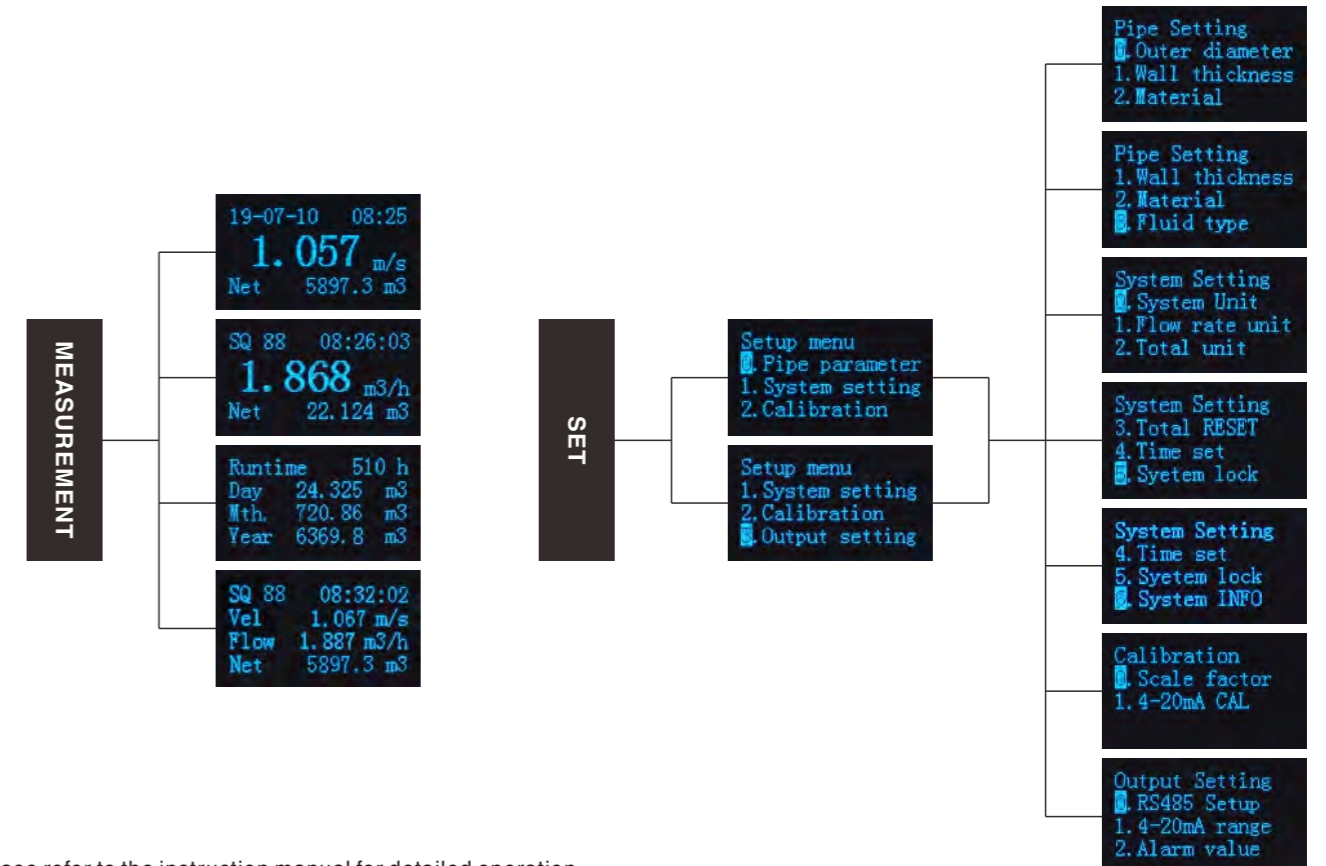 MEASUREMENT
19-07-10 08:25
1.057 m/s
Net 5897.3 m3
SQ 88 08:26:03
1.868 m3/h
Net 22.124 m3
Runtime 510 h
Day 24.325 m3
Mth. 720.86 m3
Year 6369.8 m3
SQ 88 08:32:02
Vel 1.067 m/s
Flow 1.887 m3/h
Net 5897.3 m3
SET
Setup menu
0.Pipe parameter
1.System setting
2.Calibration
Setup menu
1.System setting
2.Calibration
3.Output setting
Pipe Setting
0.Outer diameter
1.Wall thickness
2.Material
Pipe Setting
1.Wall thickness
2.Material
3.Fluid type
System Setting
0.System Unit
1.Flow rate unit
2.Total unit
System Setting
3.Total RESET
4.Time set
5.Syetem lock
System Setting
4.Time set
5.Syetem lock
6.System INFO
Calibration
0.Scale factor
1.4-20mA CAL
Output Setting
0.RS485 Setup
1.4-20mA range
2.Alarm value
refer to the instruction manual for detailed operation